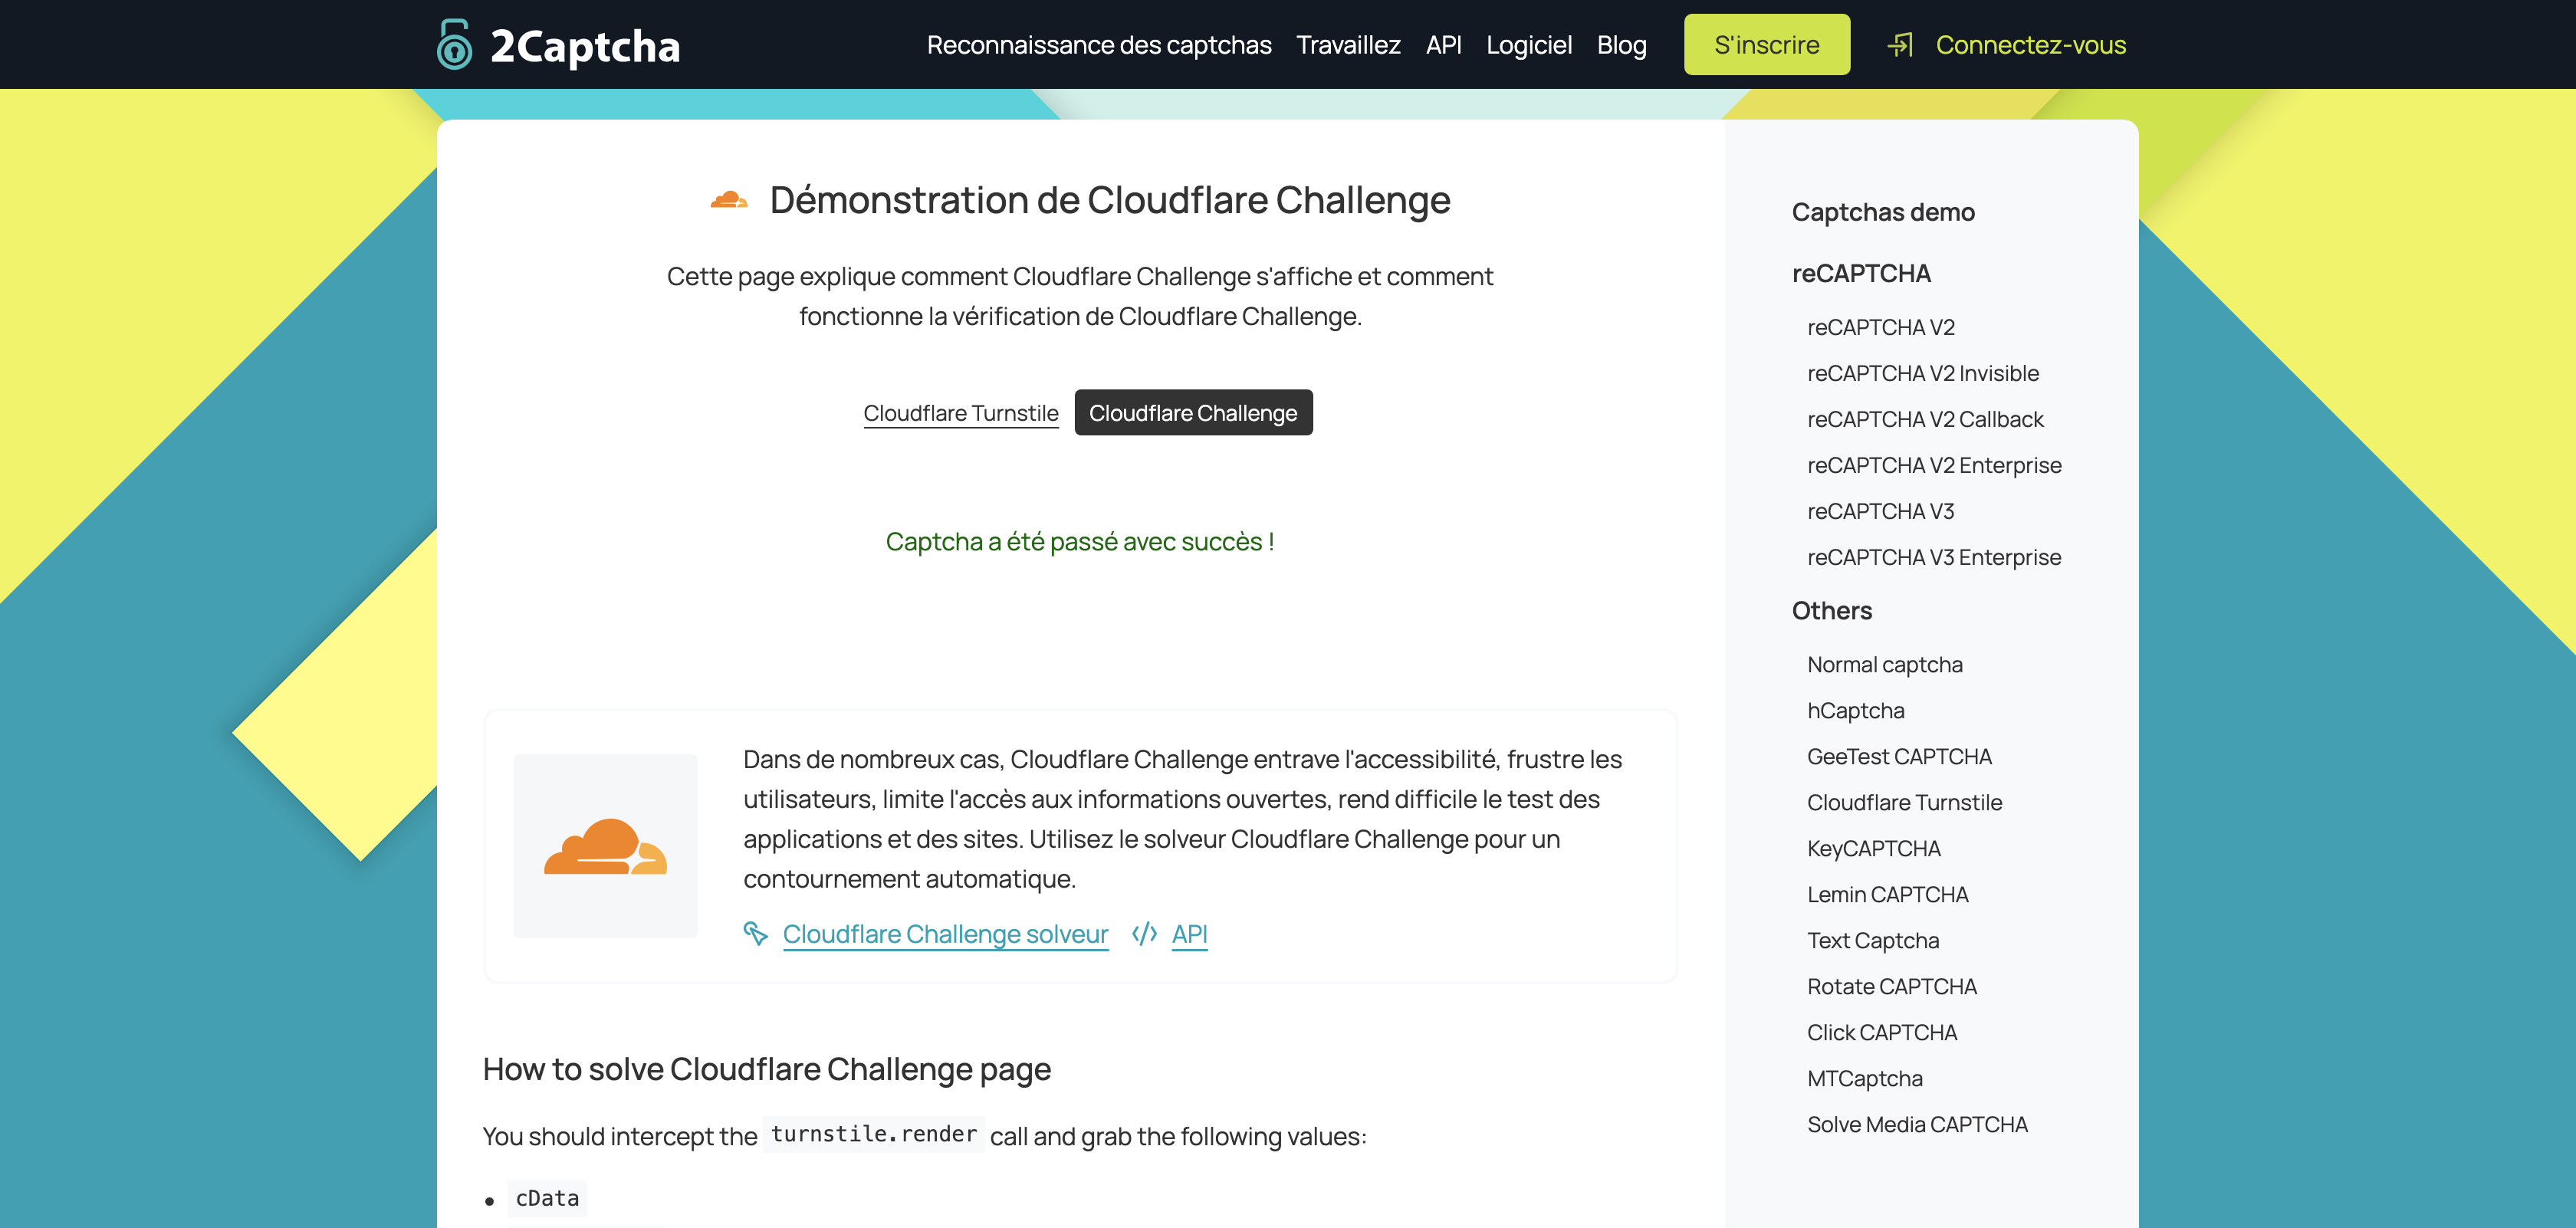 2Captcha
Reconnaissance des captchas Travaillez API Logiciel Blog S'inscrire Connectez-vous
Démonstration de Cloudflare Challenge
Cette page explique comment Cloudflare Challenge s'affiche et comment
fonctionne la vérification de Cloudflare Challenge.
Cloudflare Turnstile Cloudflare Challenge
Captcha a été passé avec succès !
Dans de nombreux cas, Cloudflare Challenge entrave l'accessibilité, frustre les
utilisateurs, limite l'accès aux informations ouvertes, rend difficile le test des
applications et des sites. Utilisez le solveur Cloudflare Challenge pour un
contournement automatique.
Cloudflare Challenge solveur </> API
How to solve Cloudflare Challenge page
You should intercept the turnstile.render call and grab the following values:
• cData
Captchas demo
reCAPTCHA
reCAPTCHA V2
reCAPTCHA V2 Invisible
reCAPTCHA V2 Callback
reCAPTCHA V2 Enterprise
reCAPTCHA V3
reCAPTCHA V3 Enterprise
Others
Normal captcha
hCaptcha
GeeTest CAPTCHA
Cloudflare Turnstile
KeyCAPTCHA
Lemin CAPTCHA
Text Captcha
Rotate CAPTCHA
Click CAPTCHA
MTCaptcha
Solve Media CAPTCHA